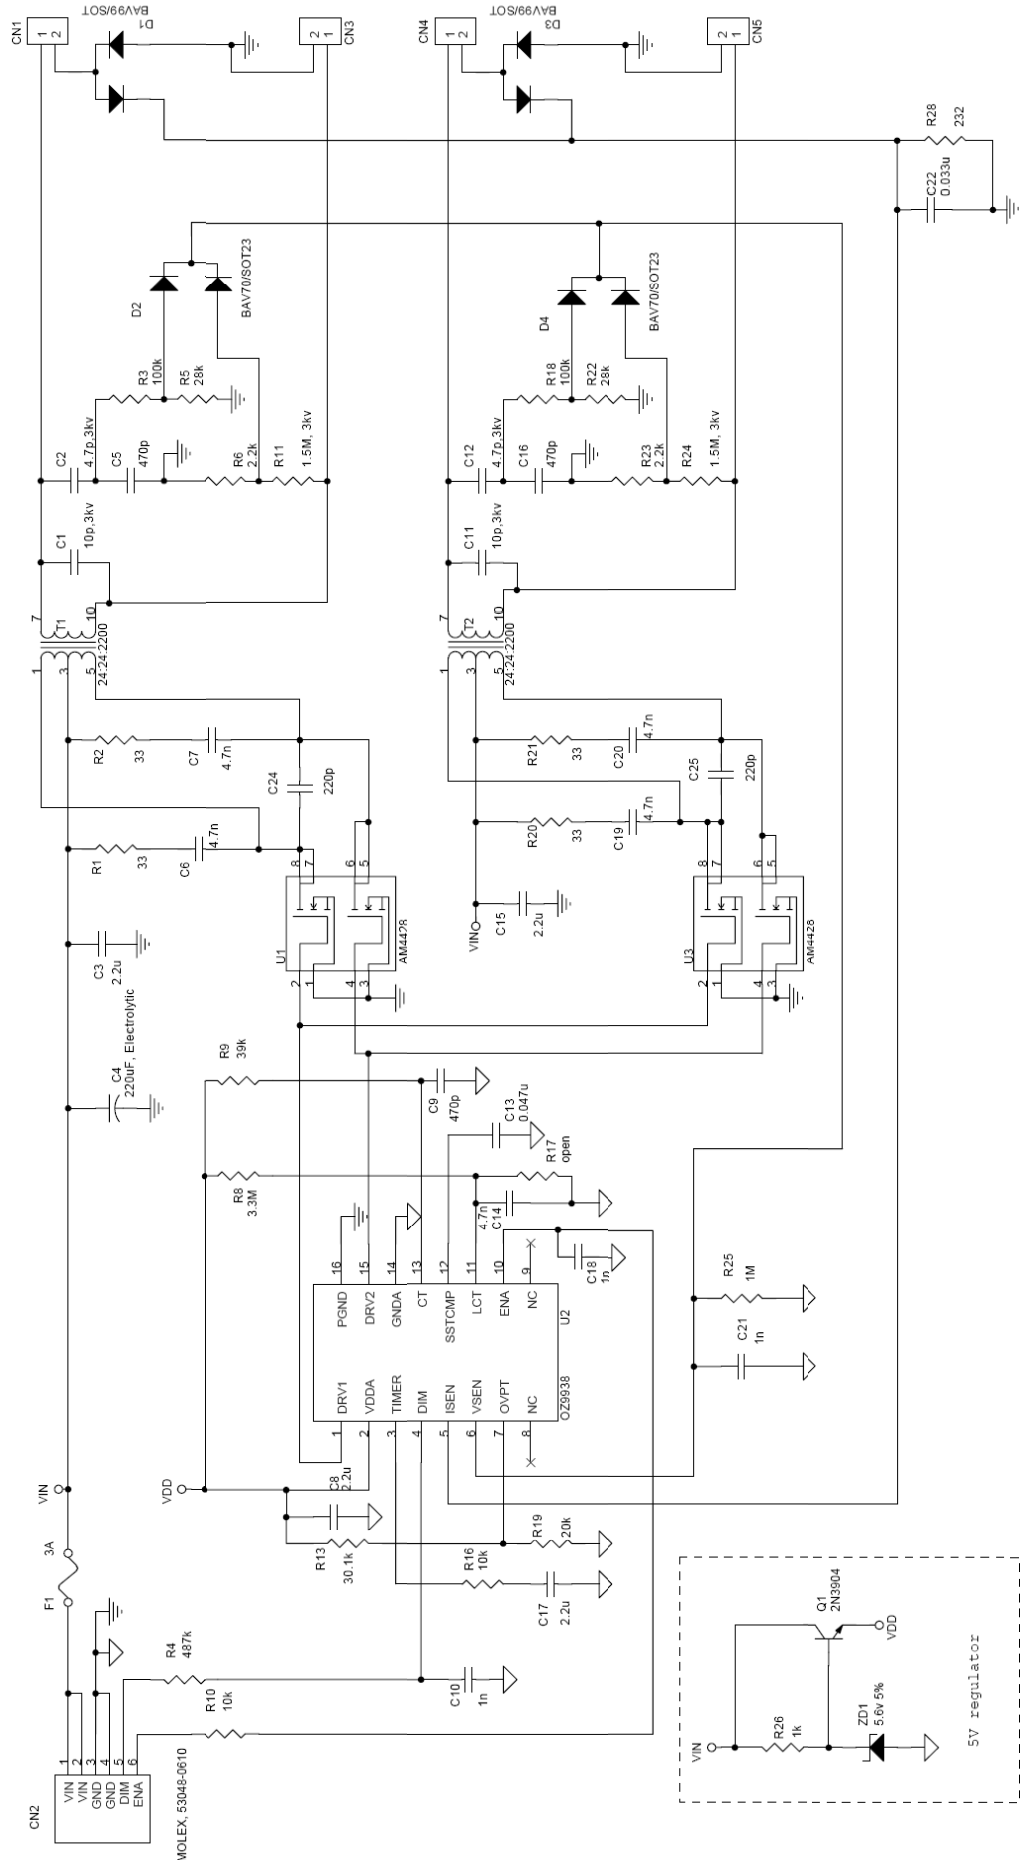 CN2
VIN
VIN
GND
GND
DIM
ENA
1
2
3
4
5
6
MOLEX, 53048-0610
F1
3A
VIN
R4
487k
R10
10k
C10
1n
VDD
C8
2.2u
R13
30.1k
R16
10k
C17
2.2u
R19
20k
C4
220uF, Electrolytic
C3
2.2u
R9
39k
R8
3.3M
C9
470p
C13
0.047u
R17
open
4.7n
C14
C18
1n
DRV1
VDDA
TIMER
DIM
ISEN
VSEN
OVPT
NC
1
2
3
4
5
6
7
8
PGND
DRV2
GNDA
CT
SSTCMP
LCT
ENA
NC
16
15
14
13
12
11
10
9
OZ9938
U2
C21
1n
R25
1M
R1
33
C6
4.7n
R2
33
C7
4.7n
C24
220p
U1
2
1
4
3
8
7
6
5
AM4428
VIN
C15
2.2u
R20
33
C19
4.7n
R21
33
C20
4.7n
C25
220p
U3
2
1
4
3
8
7
6
5
AM4428
T1
1
3
5
7
10
24:24:2200
C1
10p,3kv
C2
4.7p,3kv
C5
470p
R3
100k
R5
28k
R6
2.2k
R11
1.5M, 3kv
D2
BAV70/SOT23
T2
1
3
5
7
10
24:24:2200
C11
10p,3kv
C12
4.7p,3kv
C16
470p
R18
100k
R22
28k
R23
2.2k
R24
1.5M, 3kv
D4
BAV70/SOT23
CN1
1
2
D1
BAV99/SOT
CN3
2
1
CN4
1
2
D3
BAV99/SOT
CN5
2
1
R28
232
C22
0.033u
VIN
R26
1k
ZD1
5.6v 5%
Q1
2N3904
VDD
5V regulator